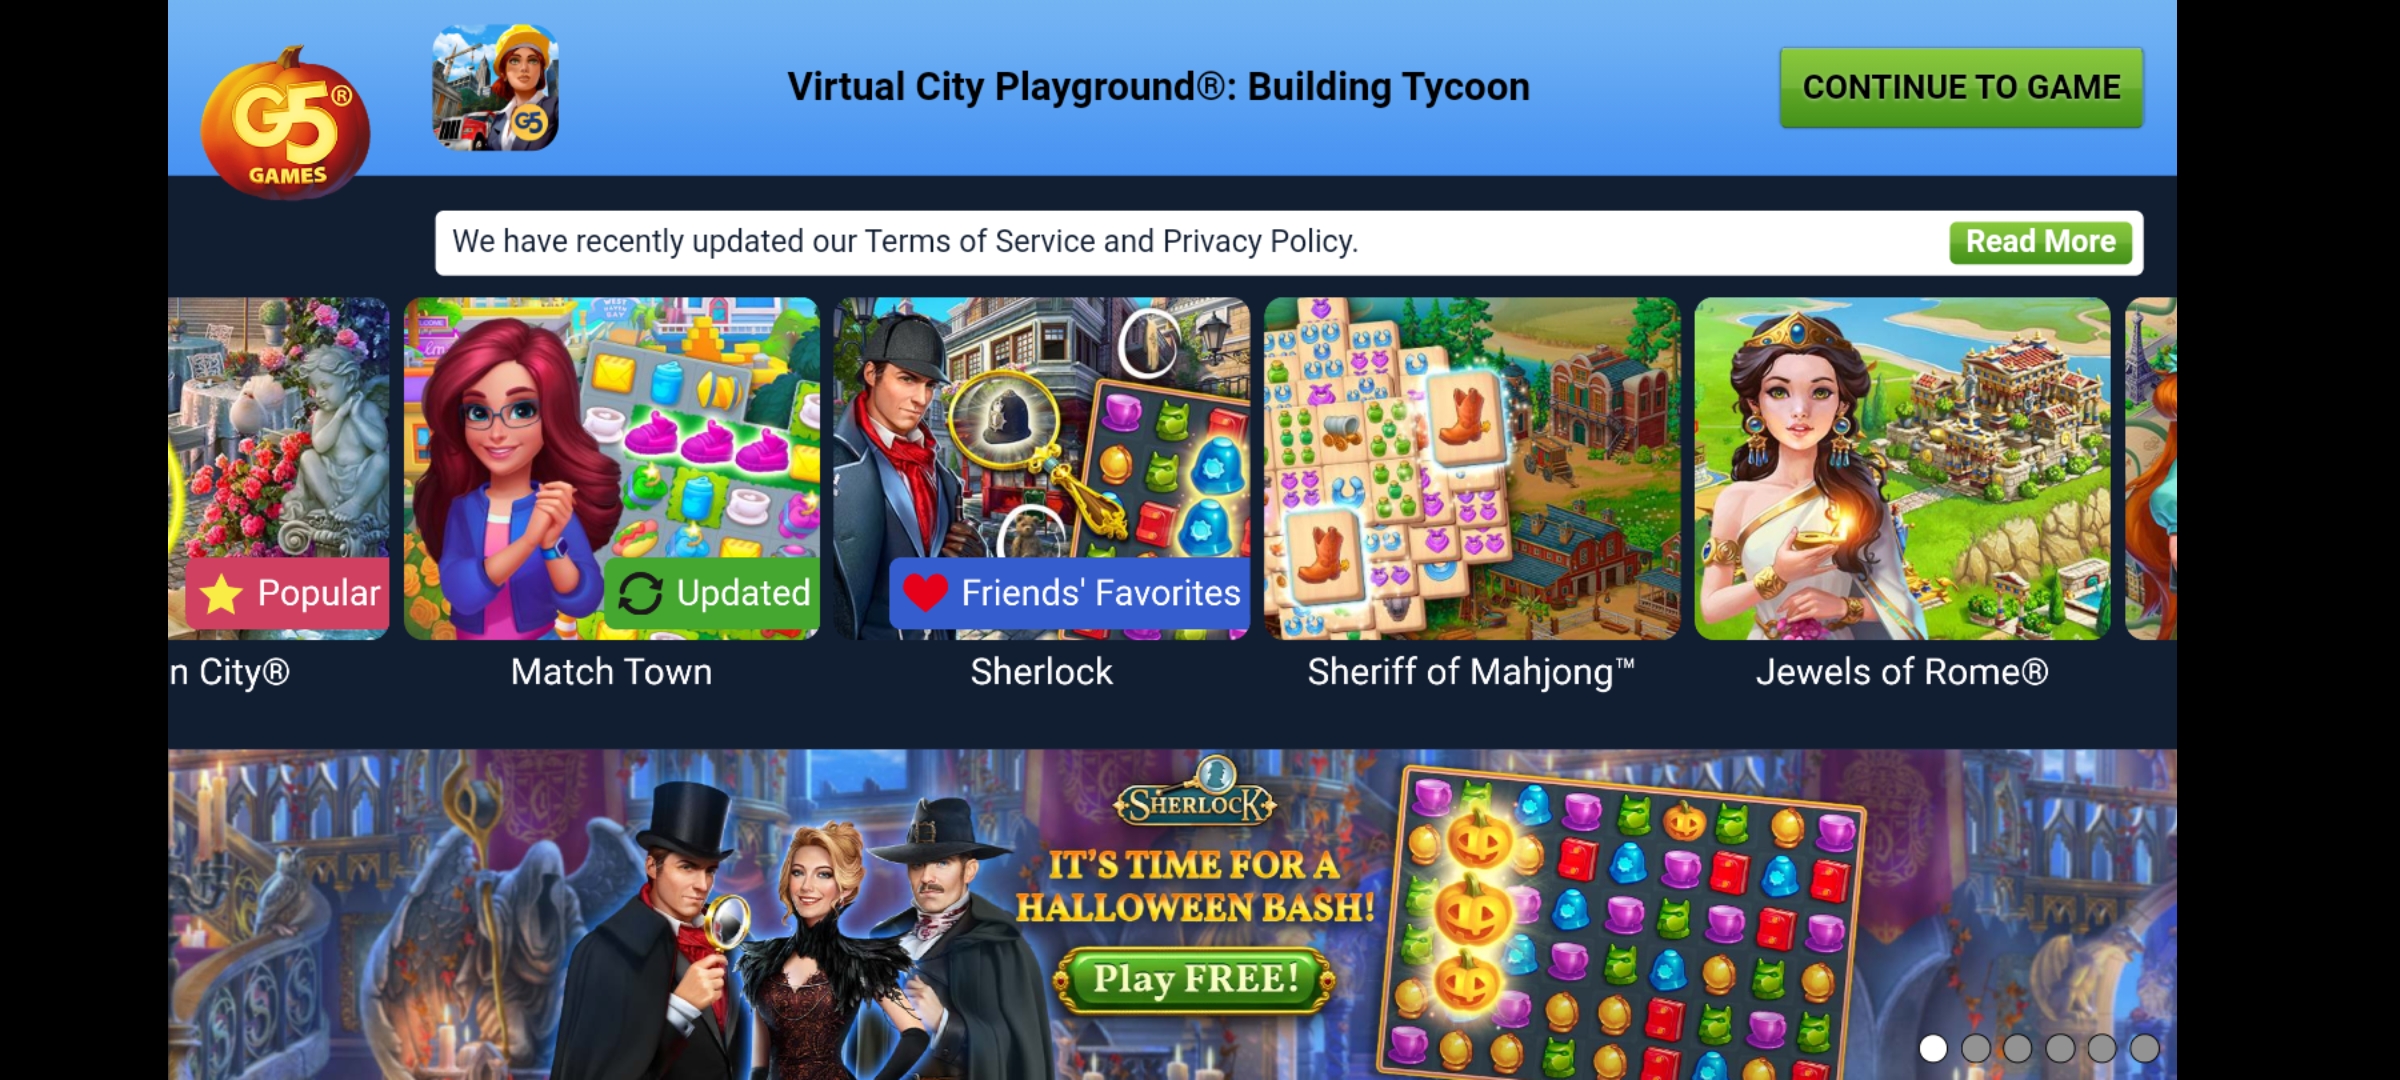 G5®
GAMES
G5
Virtual City Playground®: Building Tycoon
CONTINUE TO GAME
We have recently updated our Terms of Service and Privacy Policy.
Read More
Popular
Updated
Friends' Favorites
n City®
Match Town
Sherlock
Sheriff of Mahjong™
Jewels of Rome®
SHERLOCK
IT'S TIME FOR A
HALLOWEEN BASH!
Play FREE!